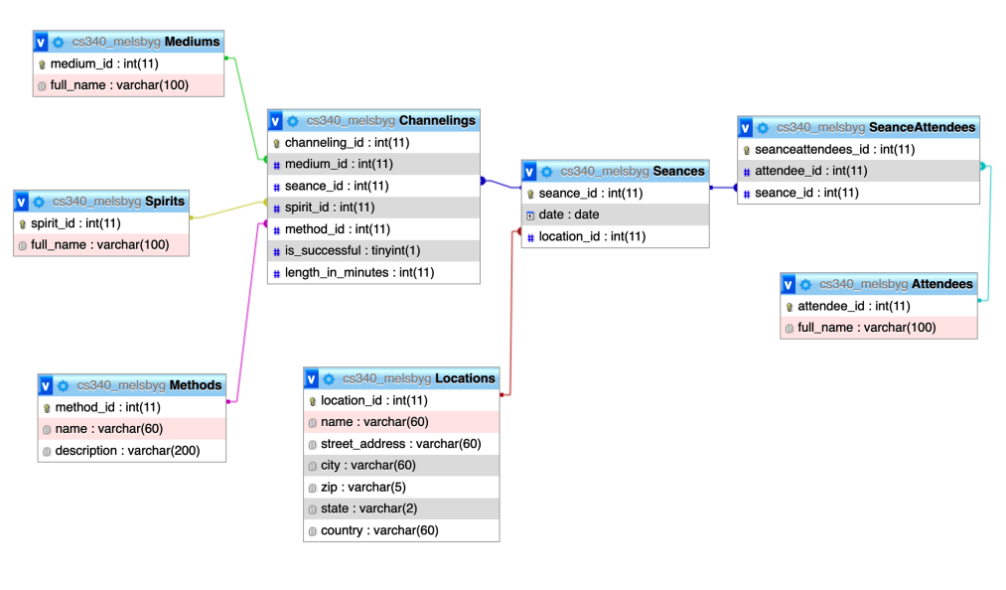 v cs340_melsbyg Mediums
medium_id : int(11)
full_name : varchar(100)
v cs340_melsbyg Channelings
channeling_id : int(11)
# medium_id : int(11)
# seance_id : int(11)
# spirit_id : int(11)
# method_id : int(11)
# is_successful : tinyint(1)
# length_in_minutes : int(11)
v cs340_melsbyg SeanceAttendees
seanceattendees_id : int(11)
# attendee_id : int(11)
# seance_id : int(11)
v cs340_melsbyg Seances
seance_id : int(11)
date : date
# location_id : int(11)
v cs340_melsbyg Spirits
spirit_id : int(11)
full_name : varchar(100)
v cs340_melsbyg Attendees
attendee_id : int(11)
full_name : varchar(100)
v cs340_melsbyg Methods
method_id : int(11)
name : varchar(60)
description : varchar(200)
v cs340_melsbyg Locations
location_id : int(11)
name : varchar(60)
street_address : varchar(60)
city : varchar(60)
zip : varchar(5)
state : varchar(2)
country : varchar(60)